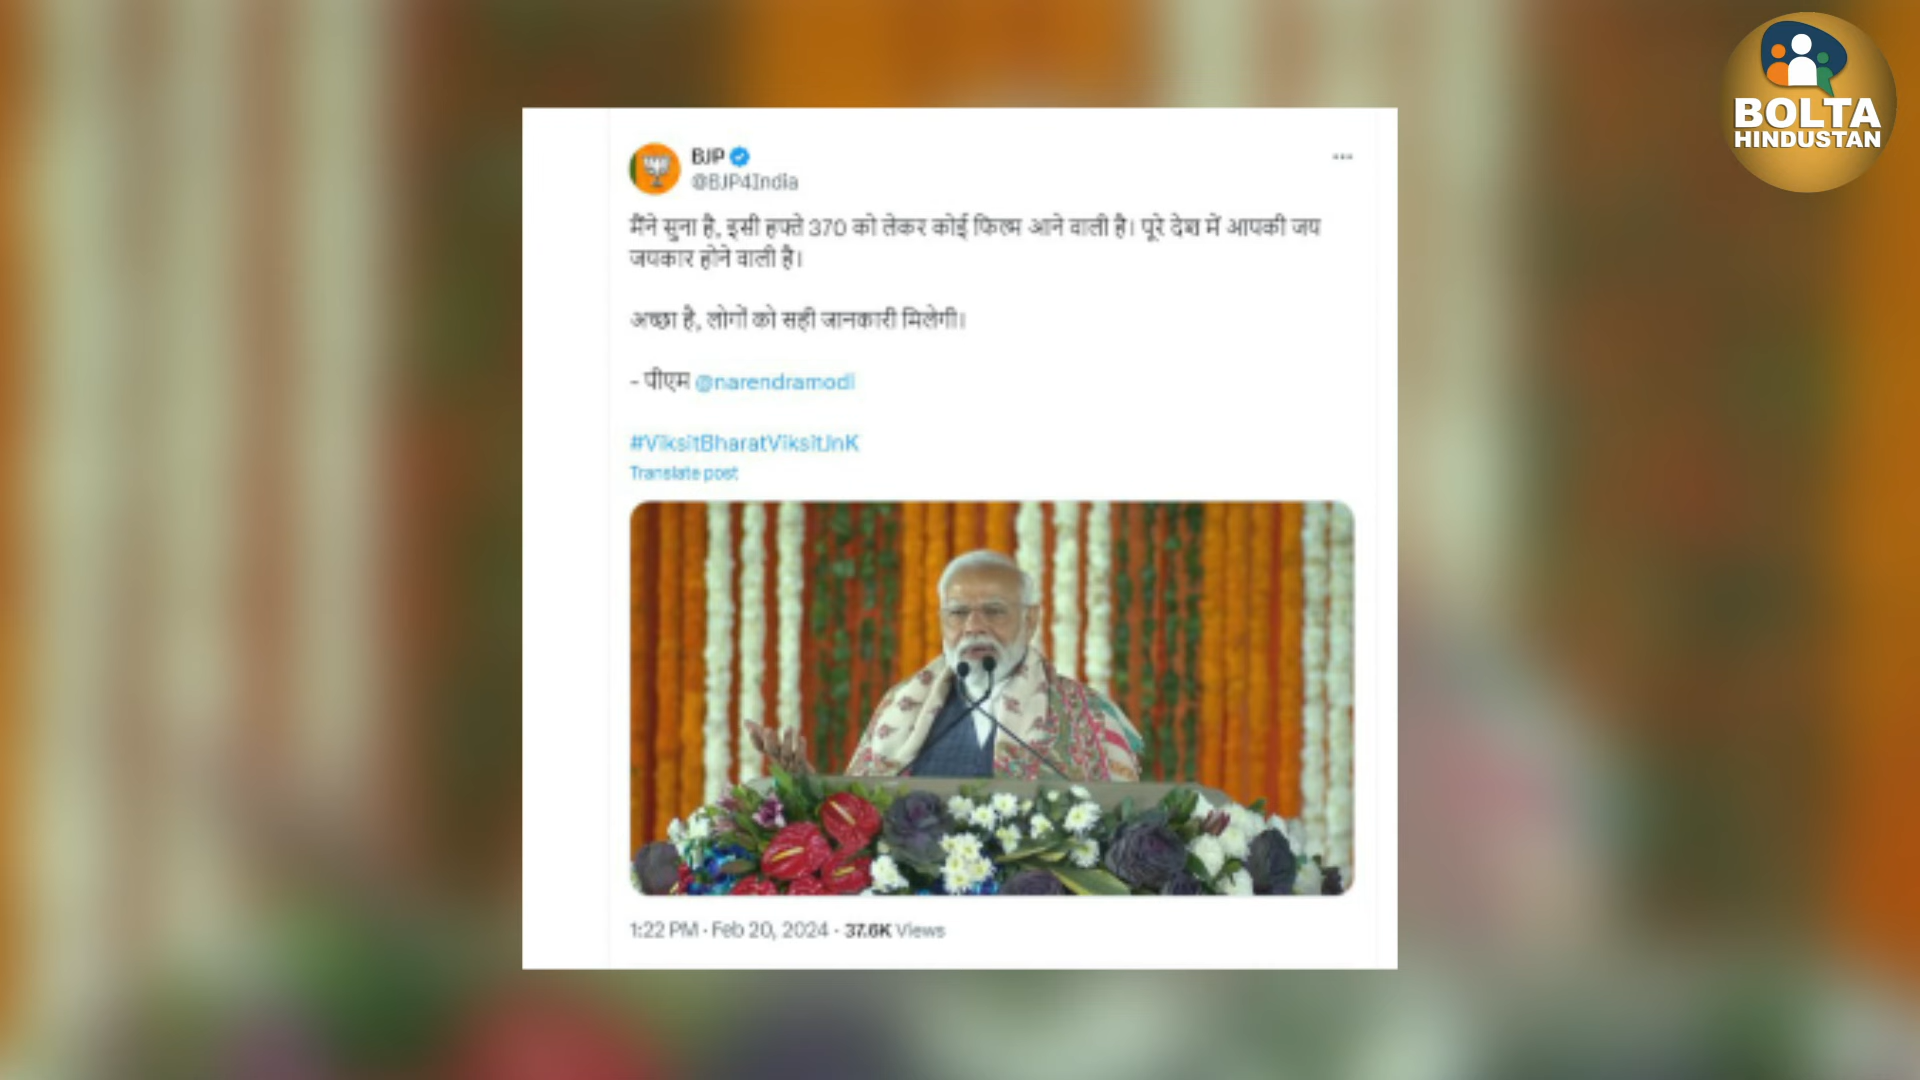 BOLTA
HINDUSTAN
BJP
@BJP4India
मैंने सुना है, इसी हफ्ते 370 को लेकर कोई फिल्म आने वाली है। पूरे देश में आपकी जय
जयकार होने वाली है।
अच्छा है, लोगों को सही जानकारी मिलेगी।
- पीएम @narendramodi
#ViksitBharatViksitJnK
Translate post
1:22 PM · Feb 20, 2024 · 37.6K Views